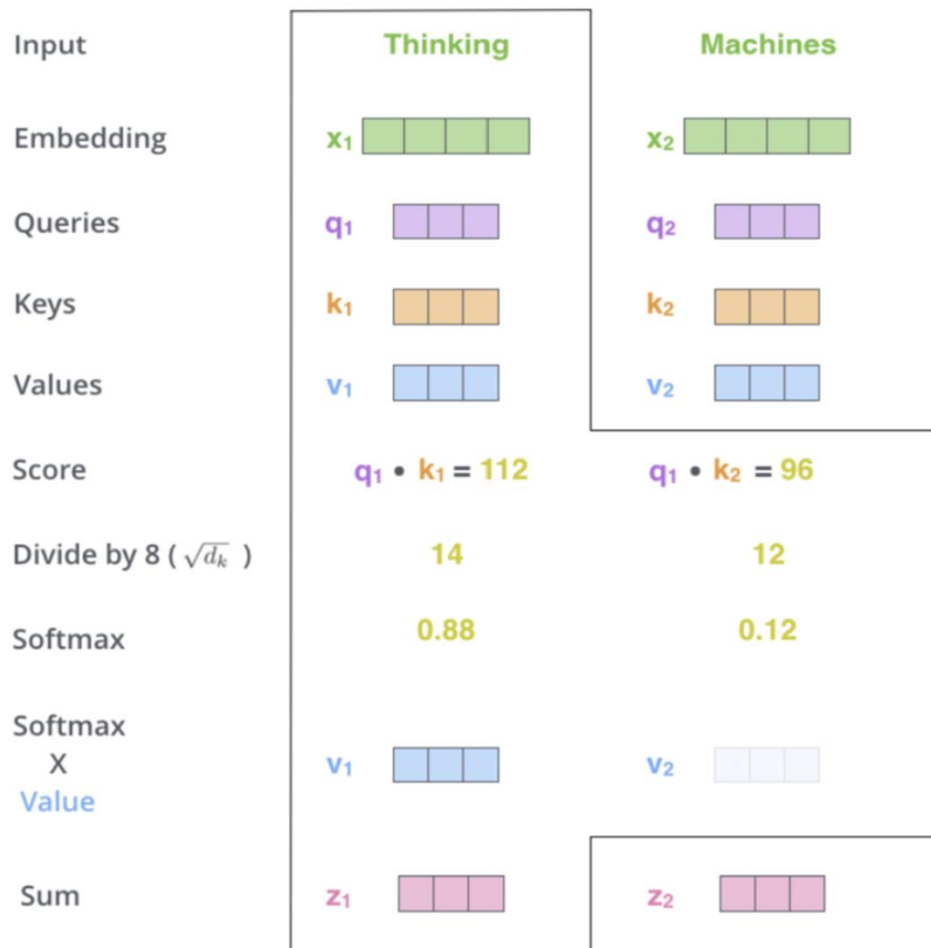 Input Thinking Machines
Embedding x₁ x₂
Queries q₁ q₂
Keys k₁ k₂
Values v₁ v₂
Score q₁ • k₁ = 112 q₁ • k₂ = 96
Divide by 8 ( √dₖ ) 14 12
Softmax 0.88 0.12
Softmax
X v₁ v₂
Value
Sum z₁ z₂